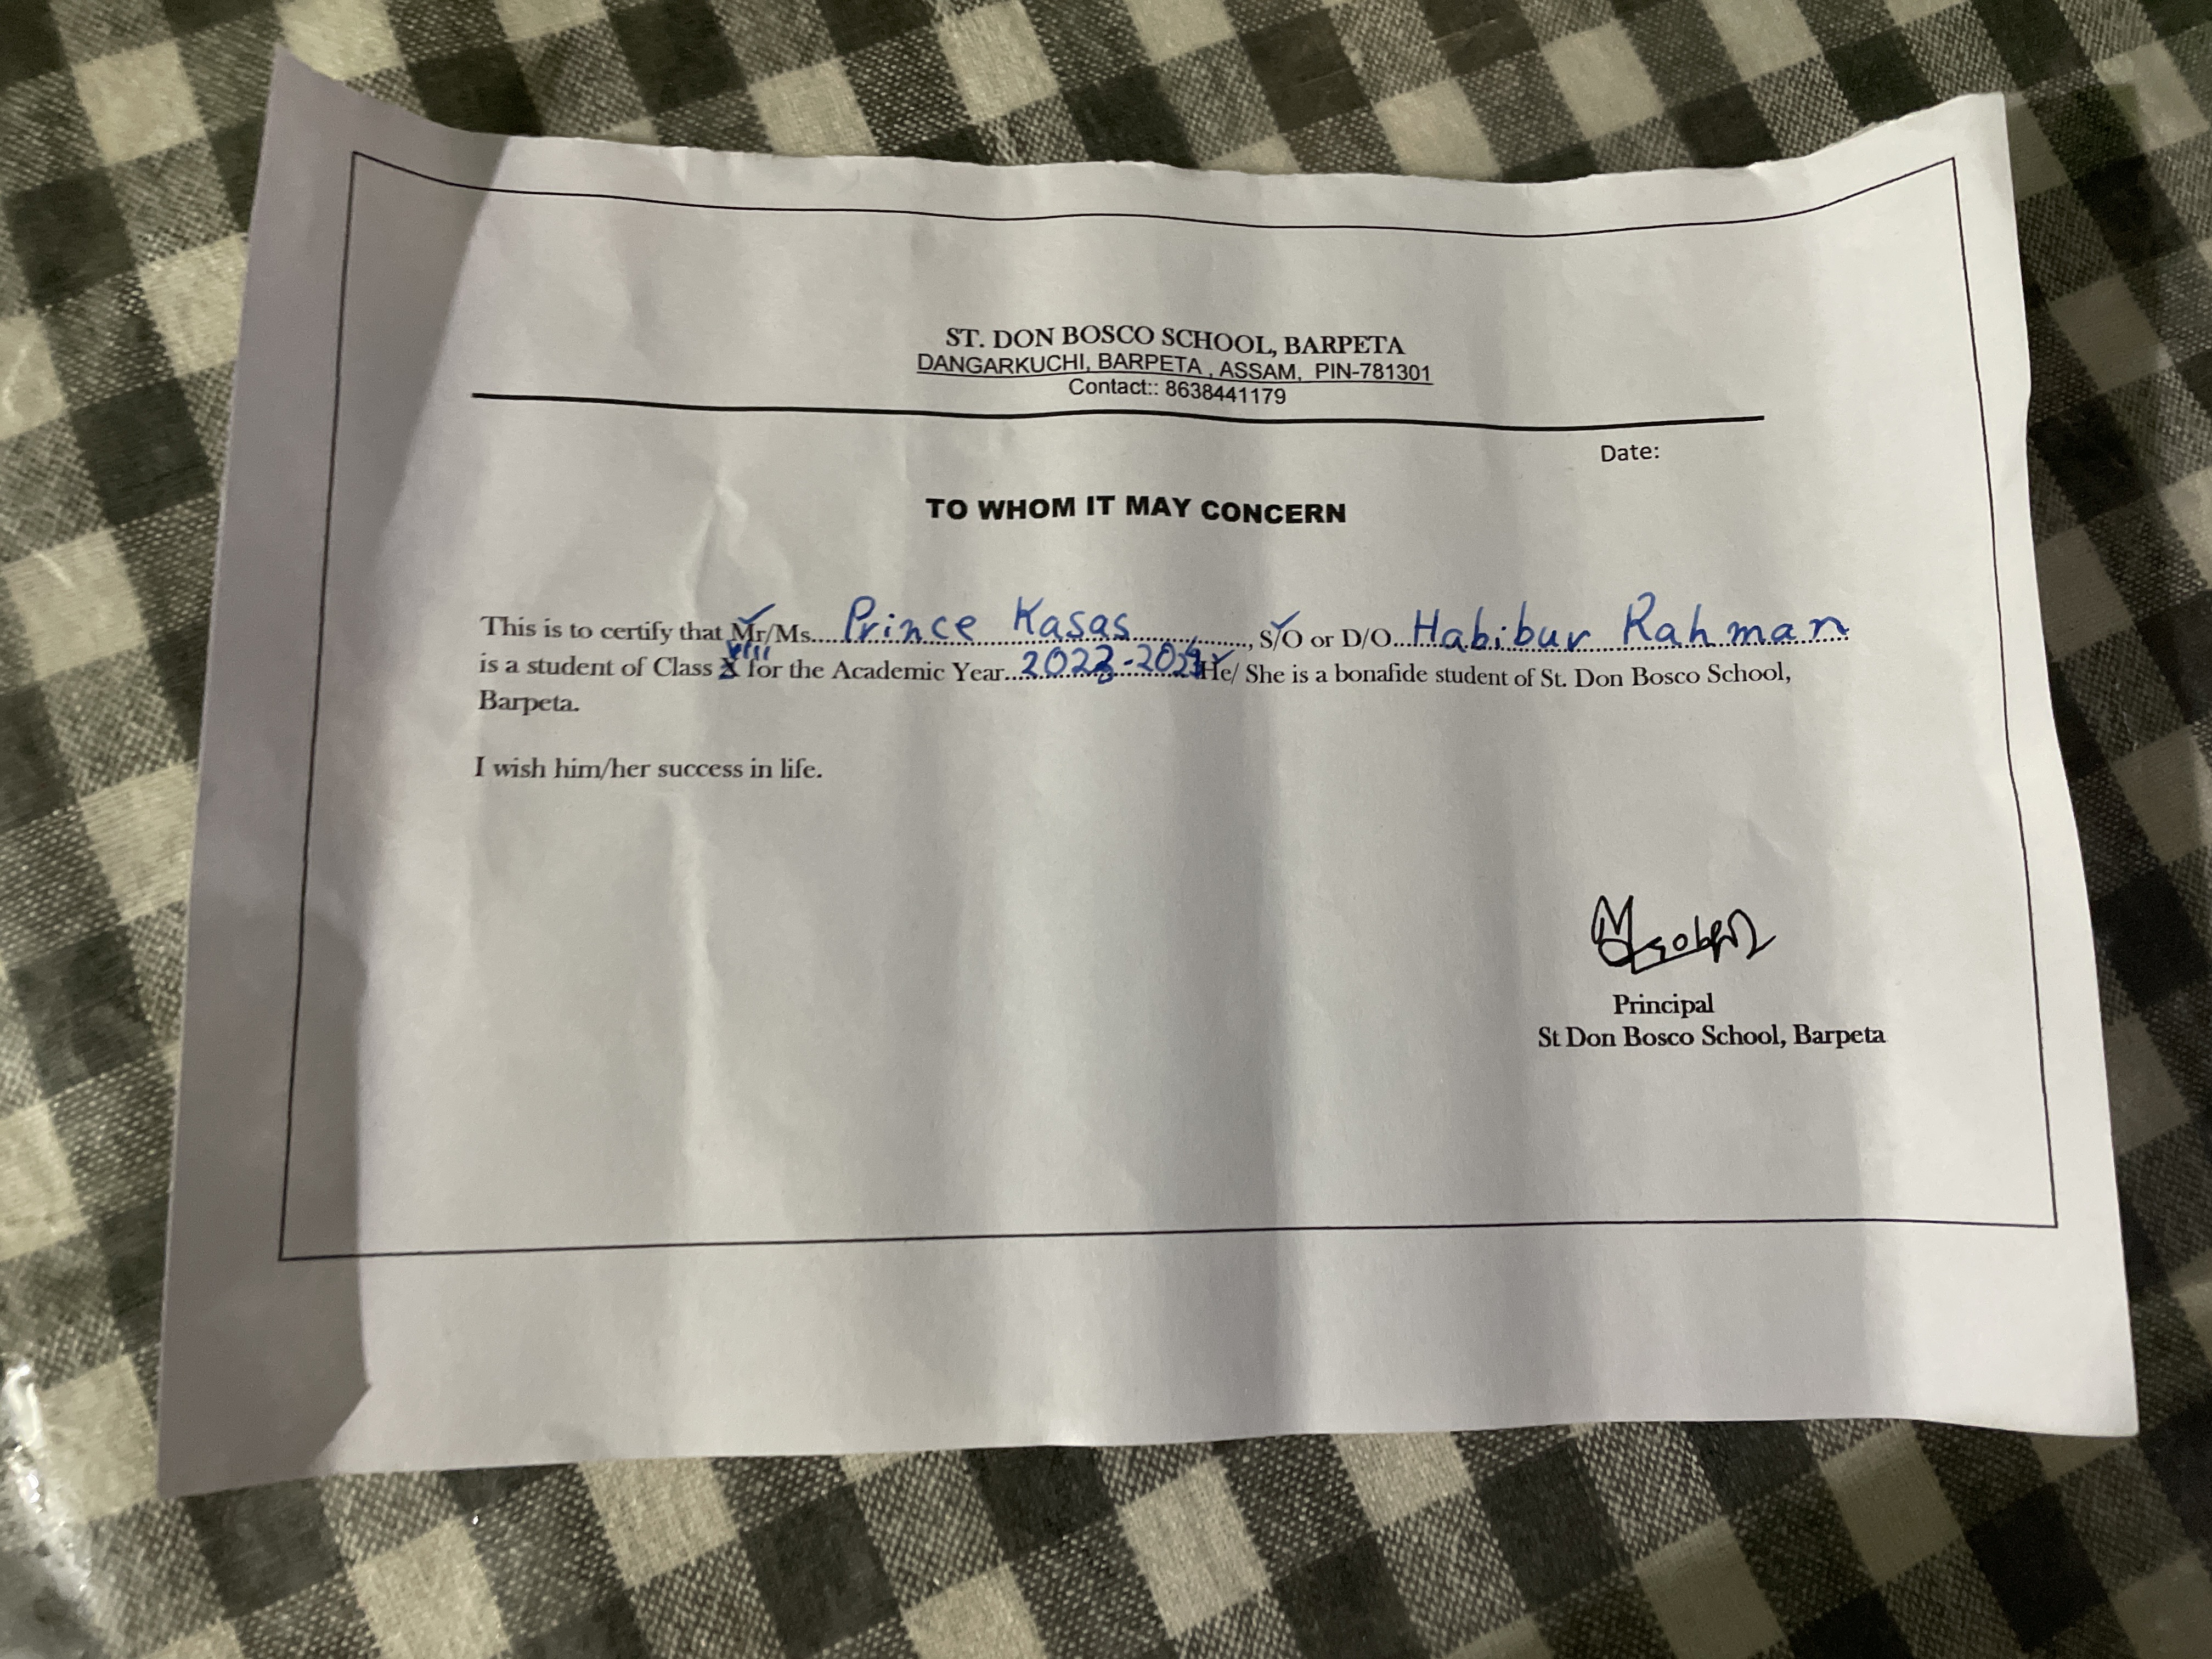 ST. DON BOSCO SCHOOL, BARPETA
DANGARKUCHI, BARPETA, ASSAM, PIN-781301
Contact:: 8638441179
Date:
TO WHOM IT MAY CONCERN
This is to certify that Mr/Ms. Prince Kasas, S/O or D/O. Habibur Rahman
VIII
is a student of Class X for the Academic Year. 2023-2024 He/ She is a bonafide student of St. Don Bosco School,
Barpeta.
I wish him/her success in life.
Principal
St Don Bosco School, Barpeta